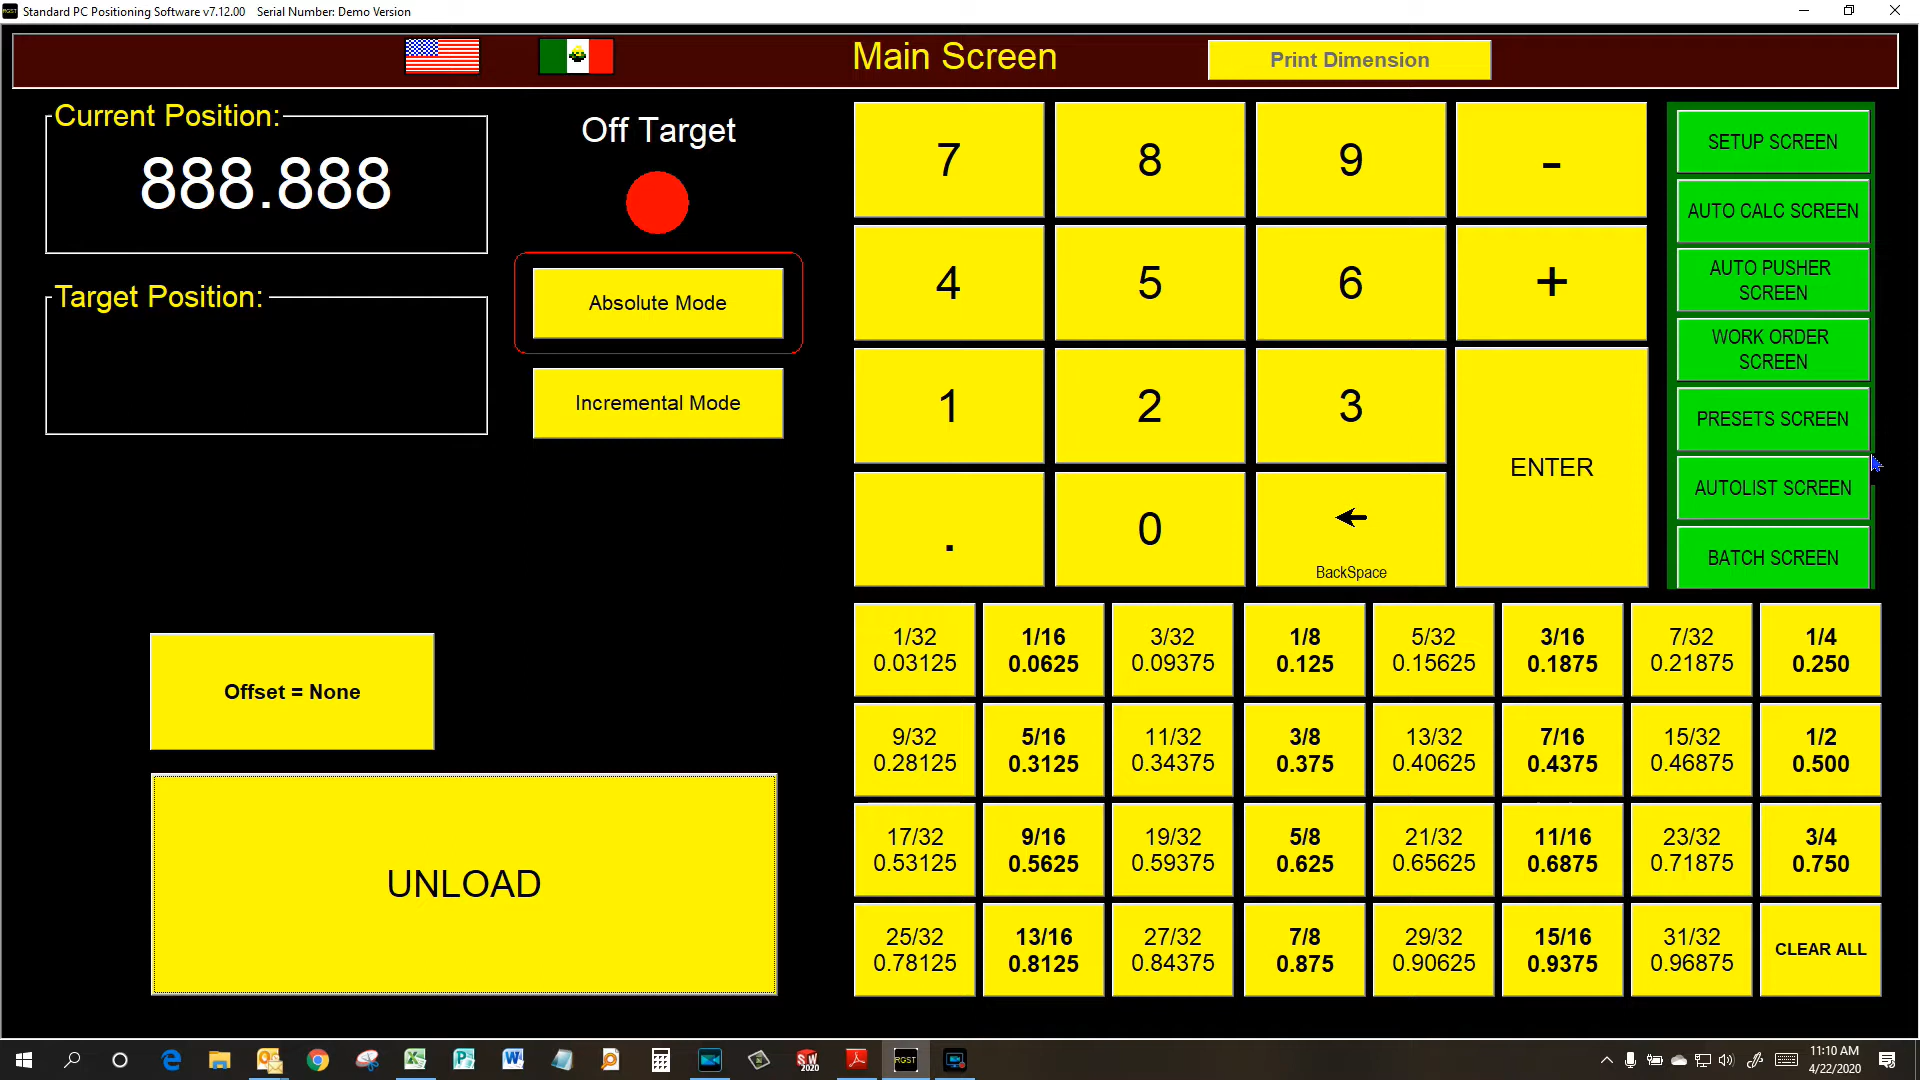 Standard PC Positioning Software v7.12.00    Serial Number: Demo Version
Main Screen
Print Dimension
Current Position:
888.888
Off Target
Target Position:
Absolute Mode
Incremental Mode
7 8 9 -
4 5 6 +
1 2 3
ENTER
. 0
BackSpace
SETUP SCREEN
AUTO CALC SCREEN
AUTO PUSHER
SCREEN
WORK ORDER
SCREEN
PRESETS SCREEN
AUTOLIST SCREEN
BATCH SCREEN
Offset = None
UNLOAD
1/32 1/16 3/32 1/8 5/32 3/16 7/32 1/4
0.03125 0.0625 0.09375 0.125 0.15625 0.1875 0.21875 0.250
9/32 5/16 11/32 3/8 13/32 7/16 15/32 1/2
0.28125 0.3125 0.34375 0.375 0.40625 0.4375 0.46875 0.500
17/32 9/16 19/32 5/8 21/32 11/16 23/32 3/4
0.53125 0.5625 0.59375 0.625 0.65625 0.6875 0.71875 0.750
25/32 13/16 27/32 7/8 29/32 15/16 31/32 CLEAR ALL
0.78125 0.8125 0.84375 0.875 0.90625 0.9375 0.96875
RGST
11:10 AM
4/22/2020